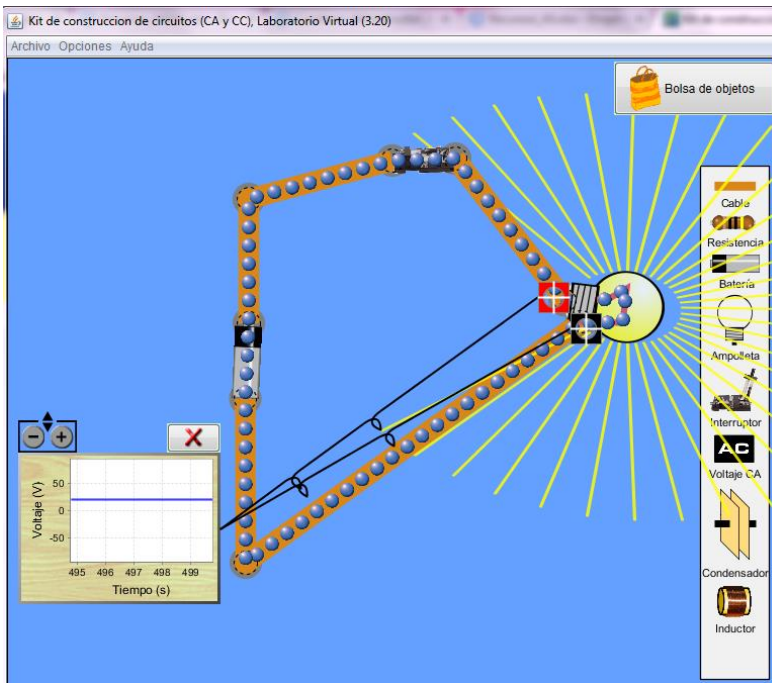 Kit de construccion de circuitos (CA y CC), Laboratorio Virtual (3.20)
Archivo Opciones Ayuda
Bolsa de objetos
Cable
Resistencia
Batería
Ampolleta
Interruptor
AC
Voltaje CA
Condensador
Inductor
Voltaje (V)
50
0
-50
495 496 497 498 499
Tiempo (s)